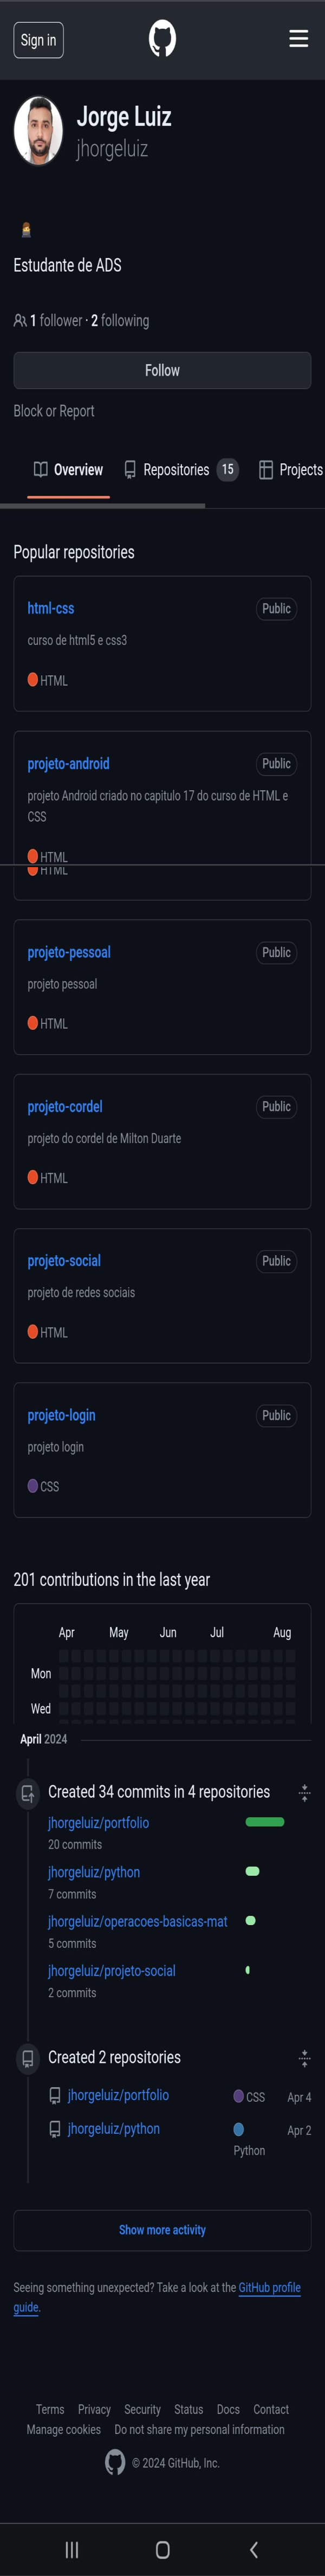 Sign in
Jorge Luiz
jhorgeluiz
Estudante de ADS
1 follower · 2 following
Follow
Block or Report
Overview
Repositories 15
Projects
Popular repositories
html-css
Public
curso de html5 e css3
HTML
projeto-android
Public
projeto Android criado no capitulo 17 do curso de HTML e
CSS
HTML
HTML
projeto-pessoal
Public
projeto pessoal
HTML
projeto-cordel
Public
projeto do cordel de Milton Duarte
HTML
projeto-social
Public
projeto de redes sociais
HTML
projeto-login
Public
projeto login
CSS
201 contributions in the last year
Apr May Jun Jul Aug
Mon
Wed
April 2024
Created 34 commits in 4 repositories
jhorgeluiz/portfolio
20 commits
jhorgeluiz/python
7 commits
jhorgeluiz/operacoes-basicas-mat
5 commits
jhorgeluiz/projeto-social
2 commits
Created 2 repositories
jhorgeluiz/portfolio
CSS
Apr 4
jhorgeluiz/python
Python
Apr 2
Show more activity
Seeing something unexpected? Take a look at the GitHub profile
guide.
Terms Privacy Security Status Docs Contact
Manage cookies Do not share my personal information
© 2024 GitHub, Inc.